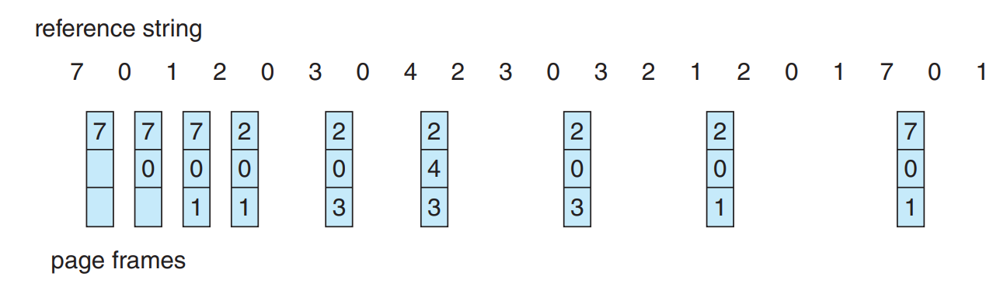 reference string
7 0 1 2 0 3 0 4 2 3 0 3 2 1 2 0 1 7 0 1
7 7 7 2 2 2 2 2 7
0 0 0 0 4 0 0 0
1 1 3 3 3 1 1
page frames